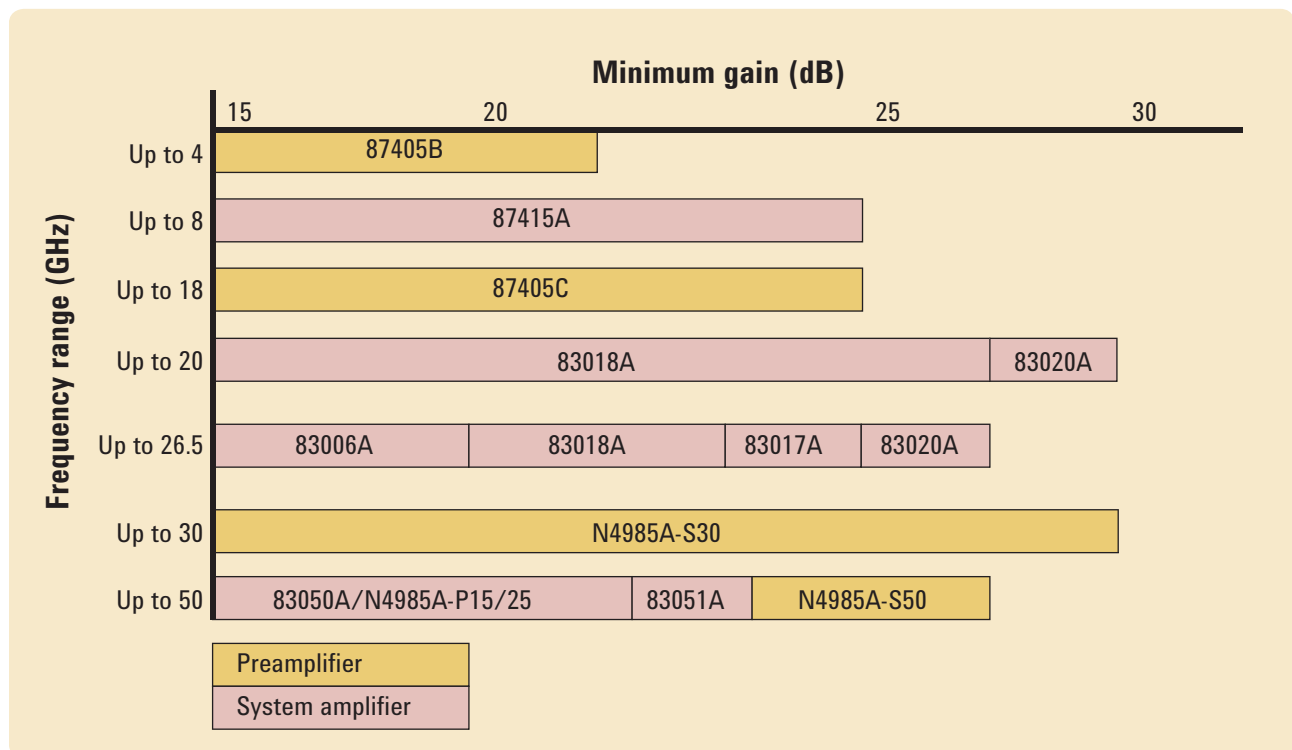 Minimum gain (dB)
15 20 25 30
Frequency range (GHz)
Up to 4 87405B
Up to 8 87415A
Up to 18 87405C
Up to 20 83018A 83020A
Up to 26.5 83006A 83018A 83017A 83020A
Up to 30 N4985A-S30
Up to 50 83050A/N4985A-P15/25 83051A N4985A-S50
Preamplifier
System amplifier